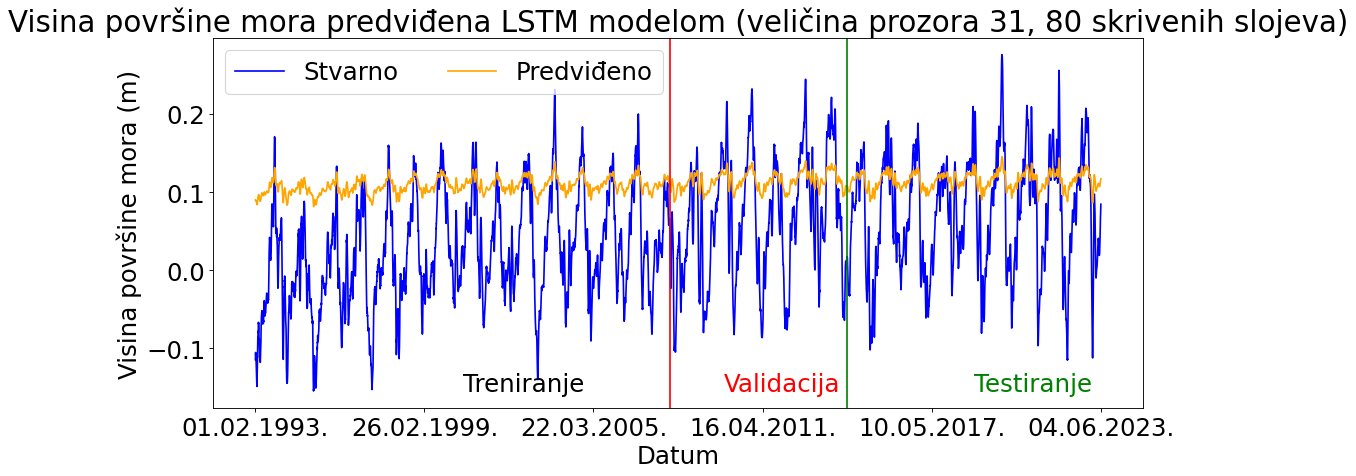 Visina površine mora predviđena LSTM modelom (veličina prozora 31, 80 skrivenih slojeva)
Stvarno
Predviđeno
Visina površine mora (m)
0.2
0.1
0.0
−0.1
Treniranje
Validacija
Testiranje
01.02.1993.
26.02.1999.
22.03.2005.
16.04.2011.
10.05.2017.
04.06.2023.
Datum